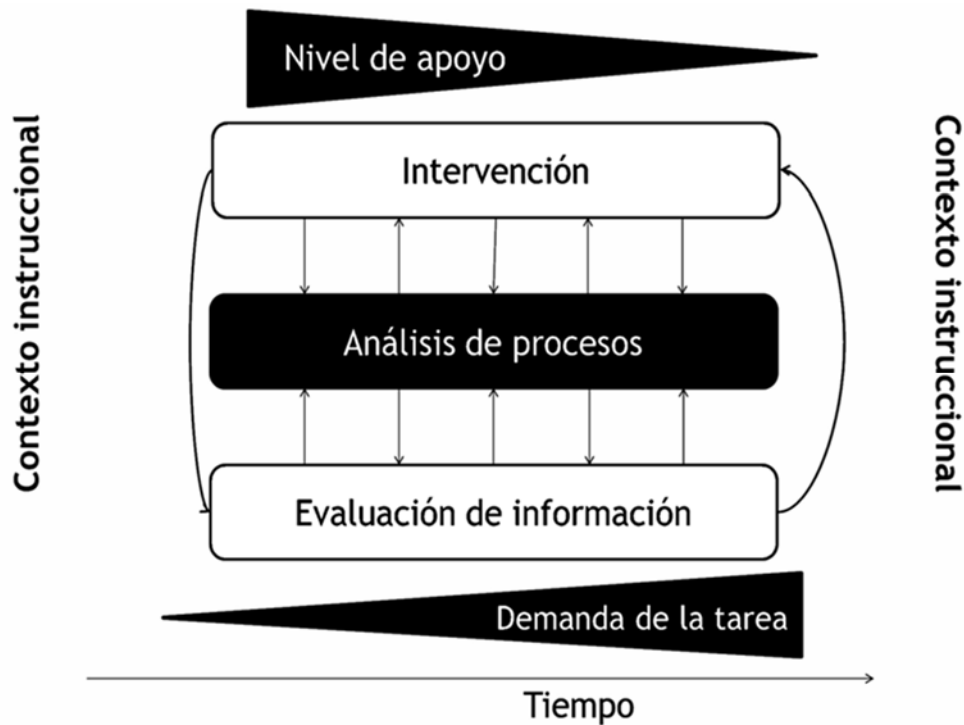 Nivel de apoyo
Contexto instruccional
Intervención
Contexto instruccional
Análisis de procesos
Evaluación de información
Demanda de la tarea
Tiempo